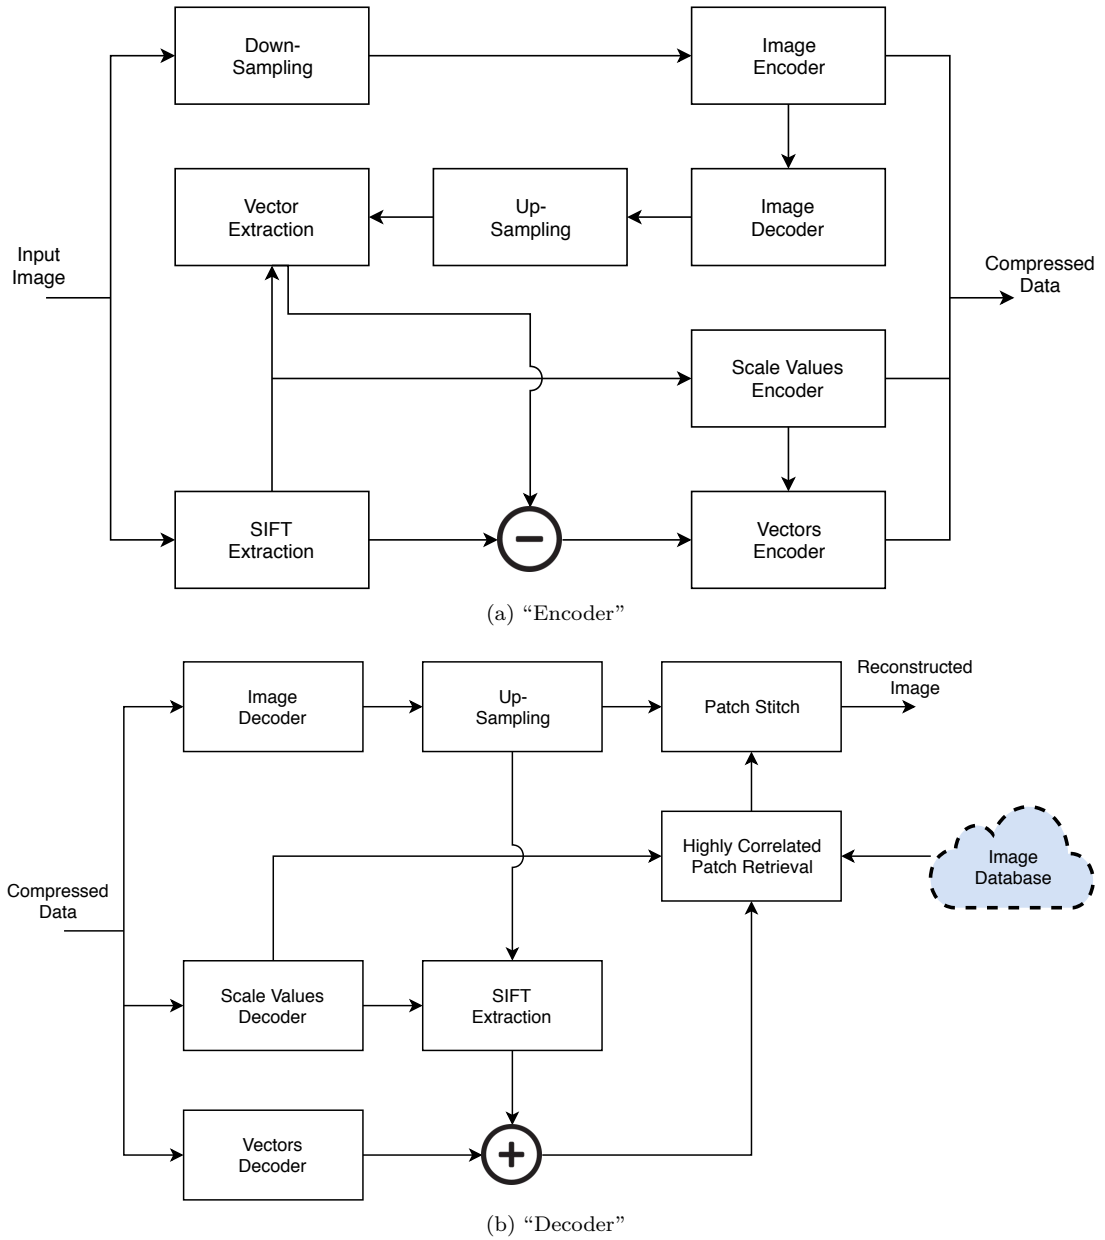 Down-
Sampling
Image
Encoder
Vector
Extraction
Up-
Sampling
Image
Decoder
Input
Image
Compressed
Data
Scale Values
Encoder
SIFT
Extraction
Vectors
Encoder
(a) “Encoder”
Image
Decoder
Up-
Sampling
Patch Stitch
Reconstructed
Image
Highly Correlated
Patch Retrieval
Image
Database
Compressed
Data
Scale Values
Decoder
SIFT
Extraction
Vectors
Decoder
(b) “Decoder”